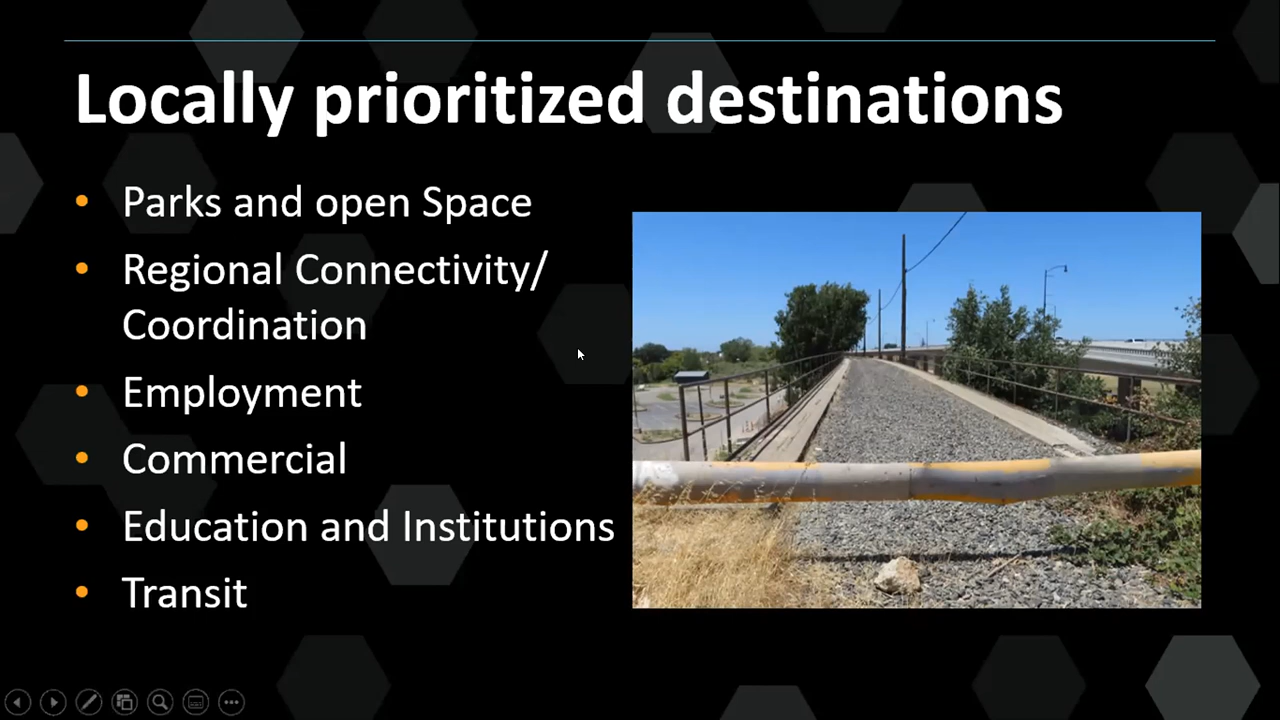 Locally prioritized destinations
• Parks and open Space
• Regional Connectivity/
Coordination
• Employment
• Commercial
• Education and Institutions
• Transit